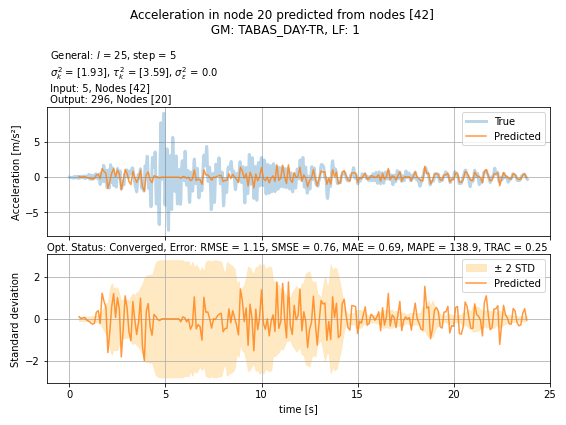 Acceleration in node 20 predicted from nodes [42]
GM: TABAS_DAY-TR, LF: 1
General: l = 25, step = 5
σ²ₖ = [1.93], τ²ₖ = [3.59], σ²ε = 0.0
Input: 5, Nodes [42]
Output: 296, Nodes [20]
Acceleration [m/s²]
5
0
−5
True
Predicted
Opt. Status: Converged, Error: RMSE = 1.15, SMSE = 0.76, MAE = 0.69, MAPE = 138.9, TRAC = 0.25
Standard deviation
2
0
−2
± 2 STD
Predicted
0 5 10 15 20 25
time [s]